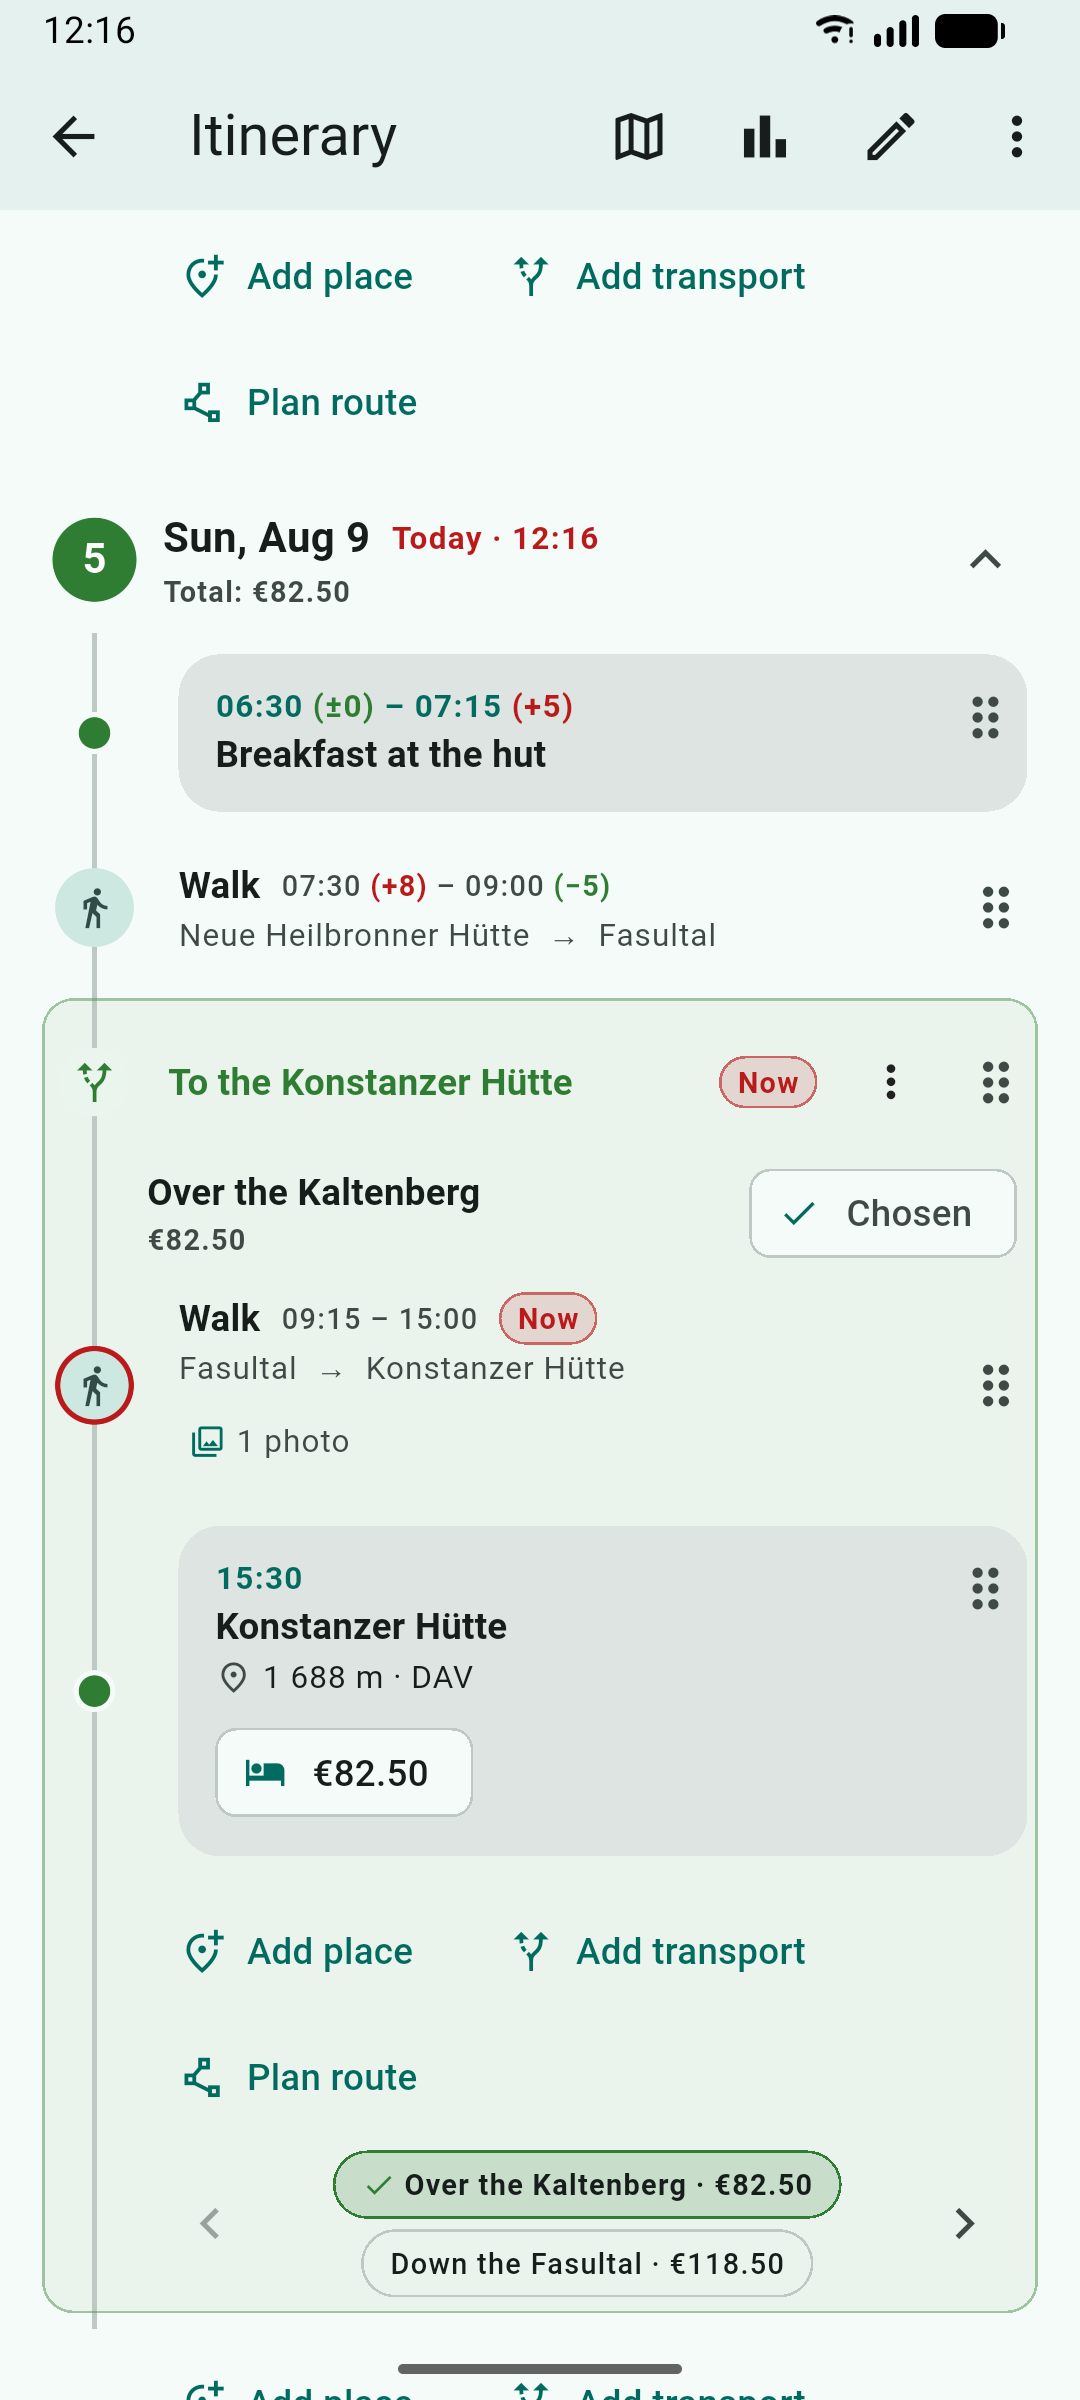 12:16
Itinerary
Add place
Add transport
Plan route
5
Sun, Aug 9 Today · 12:16
Total: €82.50
06:30 (±0) – 07:15 (+5)
Breakfast at the hut
Walk 07:30 (+8) – 09:00 (−5)
Neue Heilbronner Hütte → Fasultal
To the Konstanzer Hütte
Now
Over the Kaltenberg
€82.50
Chosen
Walk 09:15 – 15:00 Now
Fasultal → Konstanzer Hütte
1 photo
15:30
Konstanzer Hütte
1 688 m · DAV
€82.50
Add place
Add transport
Plan route
Over the Kaltenberg · €82.50
Down the Fasultal · €118.50
Add place
Add transport